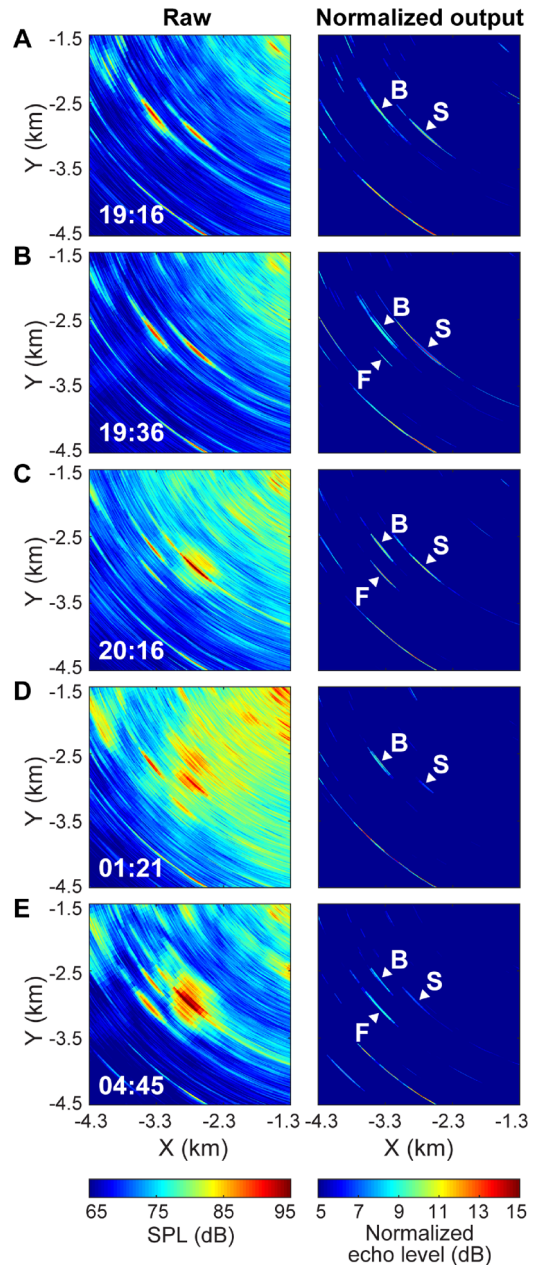 Raw Normalized output
A
-1.5
-2.5
-3.5
-4.5
Y (km)
19:16
B
S
B
-1.5
-2.5
-3.5
-4.5
Y (km)
19:36
B
S
F
C
-1.5
-2.5
-3.5
-4.5
Y (km)
20:16
B
S
F
D
-1.5
-2.5
-3.5
-4.5
Y (km)
01:21
B
S
E
-1.5
-2.5
-3.5
-4.5
Y (km)
04:45
B
S
F
-4.3 -3.3 -2.3 -1.3 -4.3 -3.3 -2.3 -1.3
X (km) X (km)
65 75 85 95 5 7 9 11 13 15
SPL (dB) Normalized
echo level (dB)